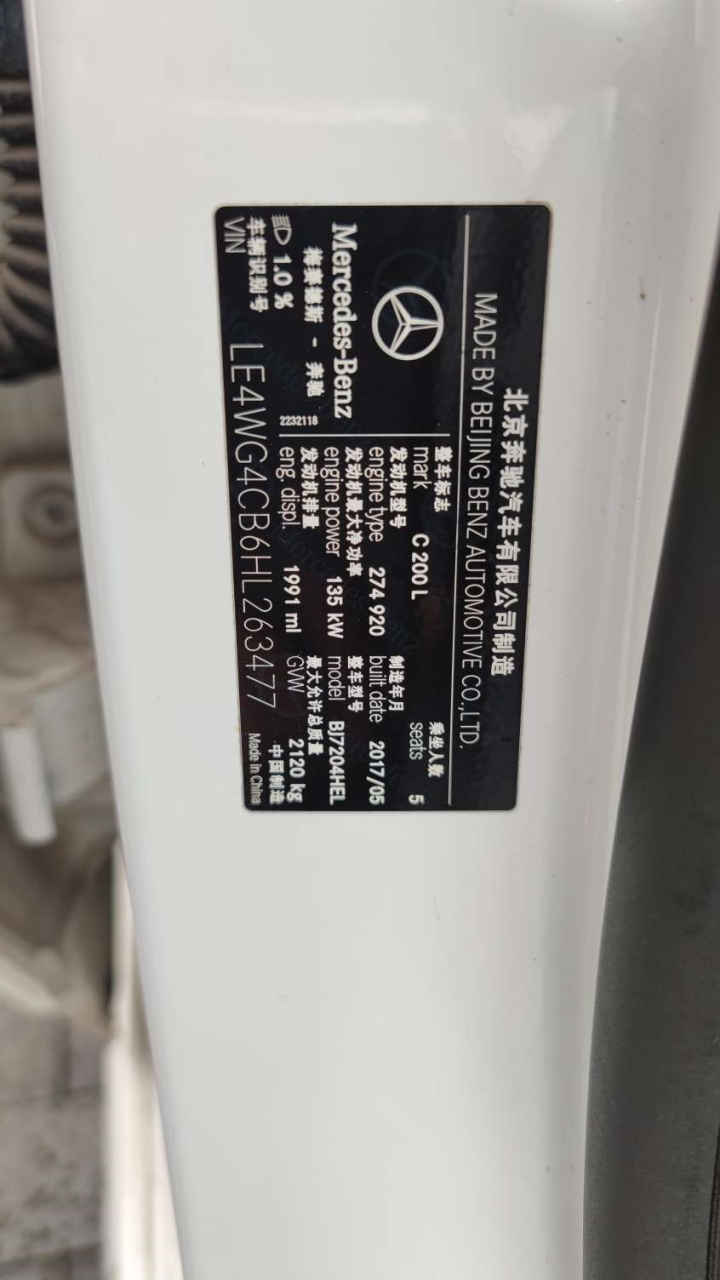 北京奔驰汽车有限公司制造
MADE BY BEIJING BENZ AUTOMOTIVE CO.,LTD.
Mercedes-Benz
梅赛德斯 - 奔驰
1.0 %
2232118
整车标志
mark C 200 L
乘坐人数
seats 5
发动机型号
engine type 274 920
制造年月
built date 2017/05
发动机最大净功率
engine power 135 kW
整车型号
model BJ7204HEL
发动机排量
eng. displ. 1991 ml
最大允许总质量
GVW 2120 kg
车辆识别号
VIN LE4WG4CB6HL263477
中国制造
Made in China